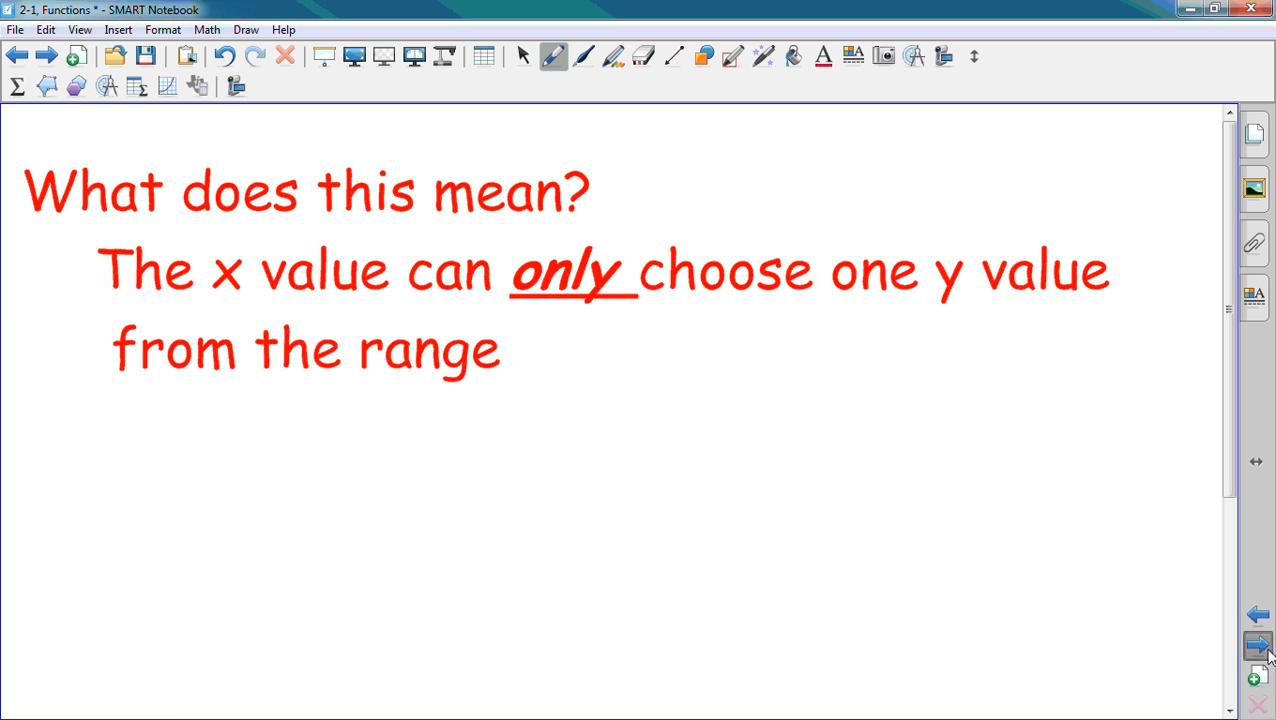 2-1, Functions * - SMART Notebook
File Edit View Insert Format Math Draw Help
What does this mean?
The x value can only choose one y value
from the range